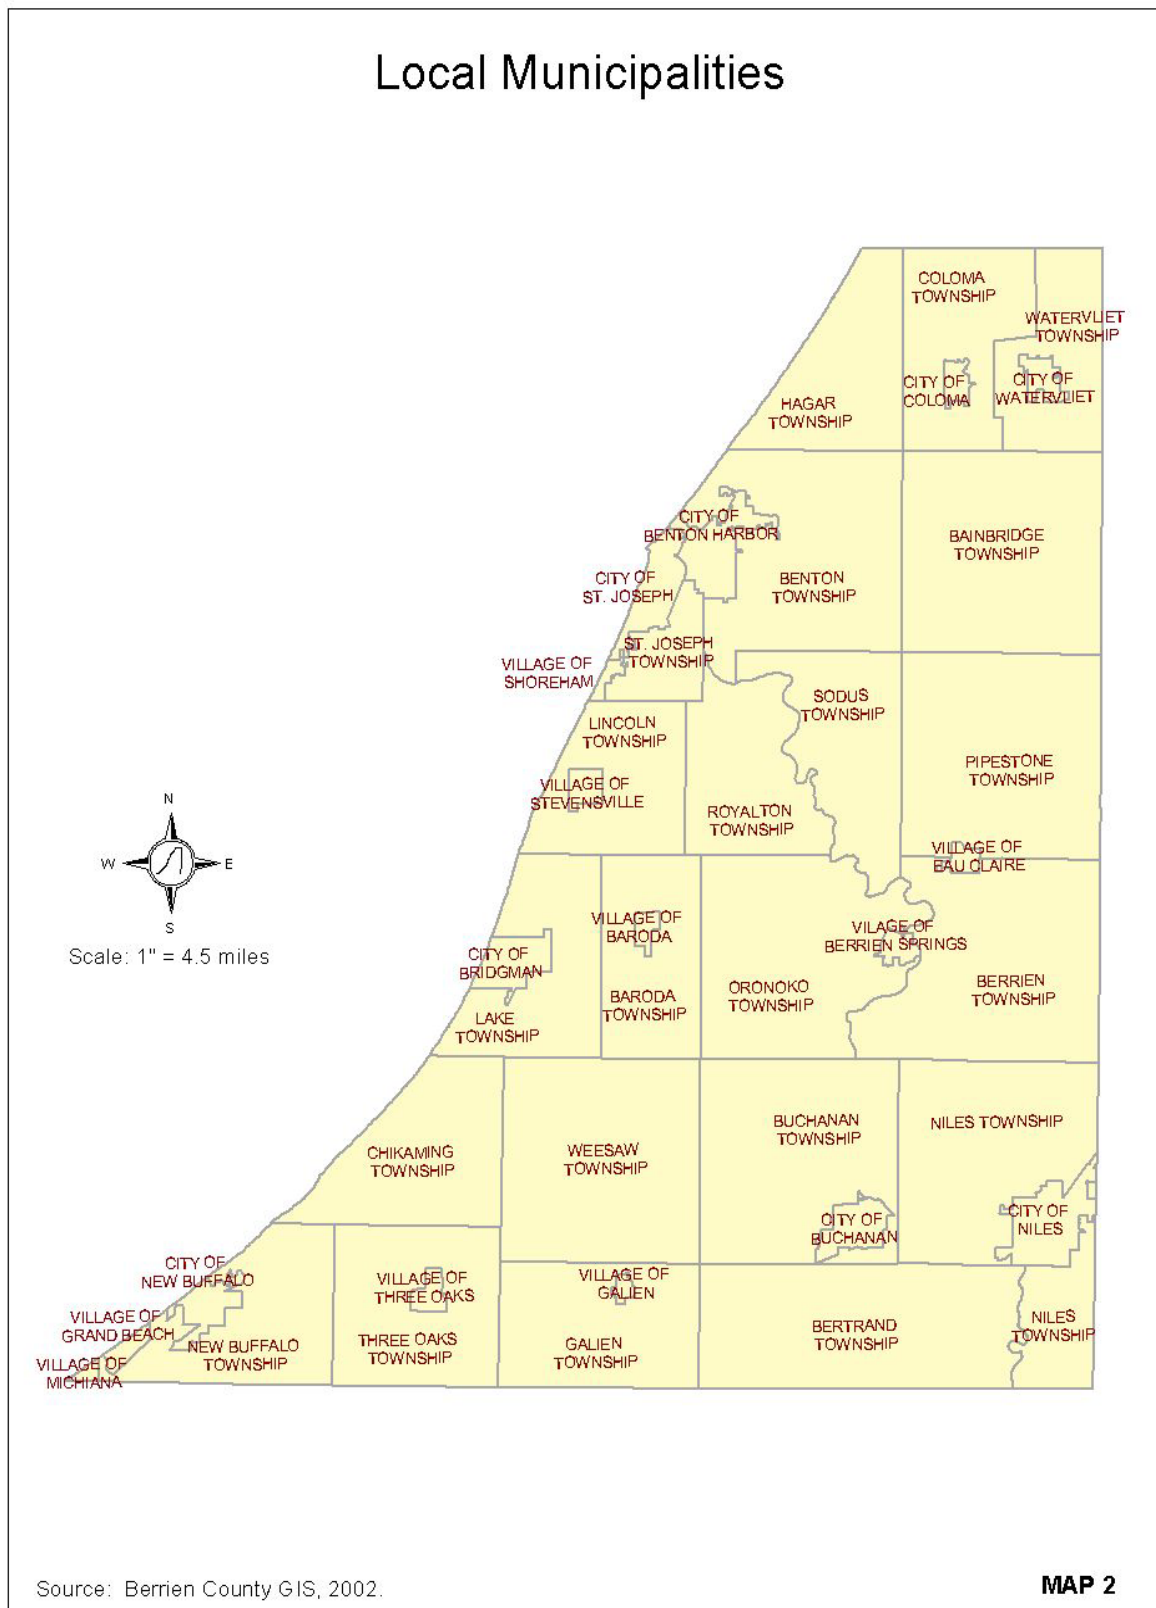 Local Municipalities
COLOMA
TOWNSHIP
WATERVLIET
TOWNSHIP
CITY OF
COLOMA
CITY OF
WATERVLIET
HAGAR
TOWNSHIP
CITY OF
BENTON HARBOR
BAINBRIDGE
TOWNSHIP
CITY OF
ST. JOSEPH
BENTON
TOWNSHIP
ST. JOSEPH
TOWNSHIP
VILLAGE OF
SHOREHAM
SODUS
TOWNSHIP
LINCOLN
TOWNSHIP
PIPESTONE
TOWNSHIP
VILLAGE OF
STEVENSVILLE
ROYALTON
TOWNSHIP
N
W
E
S
Scale: 1" = 4.5 miles
VILLAGE OF
EAU CLAIRE
VILLAGE OF
BARODA
VILAGE OF
BERRIEN SPRINGS
CITY OF
BRIDGMAN
BERRIEN
TOWNSHIP
ORONOKO
TOWNSHIP
BARODA
TOWNSHIP
LAKE
TOWNSHIP
BUCHANAN
TOWNSHIP
NILES TOWNSHIP
CHIKAMING
TOWNSHIP
WEESAW
TOWNSHIP
CITY OF
BUCHANAN
CITY OF
NILES
CITY OF
NEW BUFFALO
VILLAGE OF
THREE OAKS
VILLAGE OF
GALIEN
VILLAGE OF
GRAND BEACH
NEW BUFFALO
TOWNSHIP
THREE OAKS
TOWNSHIP
GALIEN
TOWNSHIP
BERTRAND
TOWNSHIP
NILES
TOWNSHIP
VILLAGE OF
MICHIANA
Source: Berrien County GIS, 2002.
MAP 2